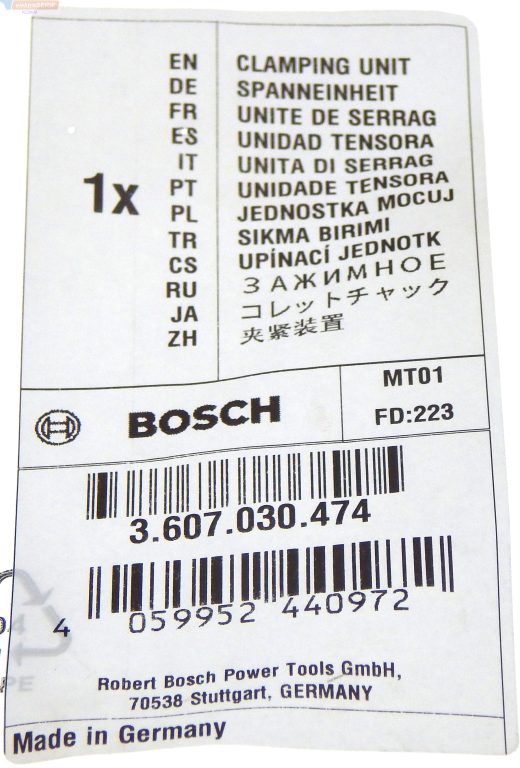 EN CLAMPING UNIT
DE SPANNEINHEIT
FR UNITE DE SERRAG
ES UNIDAD TENSORA
IT UNITA DI SERRAG
PT UNIDADE TENSORA
1x
PL JEDNOSTKA MOCUJ
TR SIKMA BIRIMI
CS UPÍNACÍ JEDNOTK
RU ЗАЖИМНОЕ
JA コレットチャック
ZH 夹紧装置
BOSCH
MT01
FD:223
3.607.030.474
4 059952 440972
04
PE
Robert Bosch Power Tools GmbH,
70538 Stuttgart, GERMANY
Made in Germany